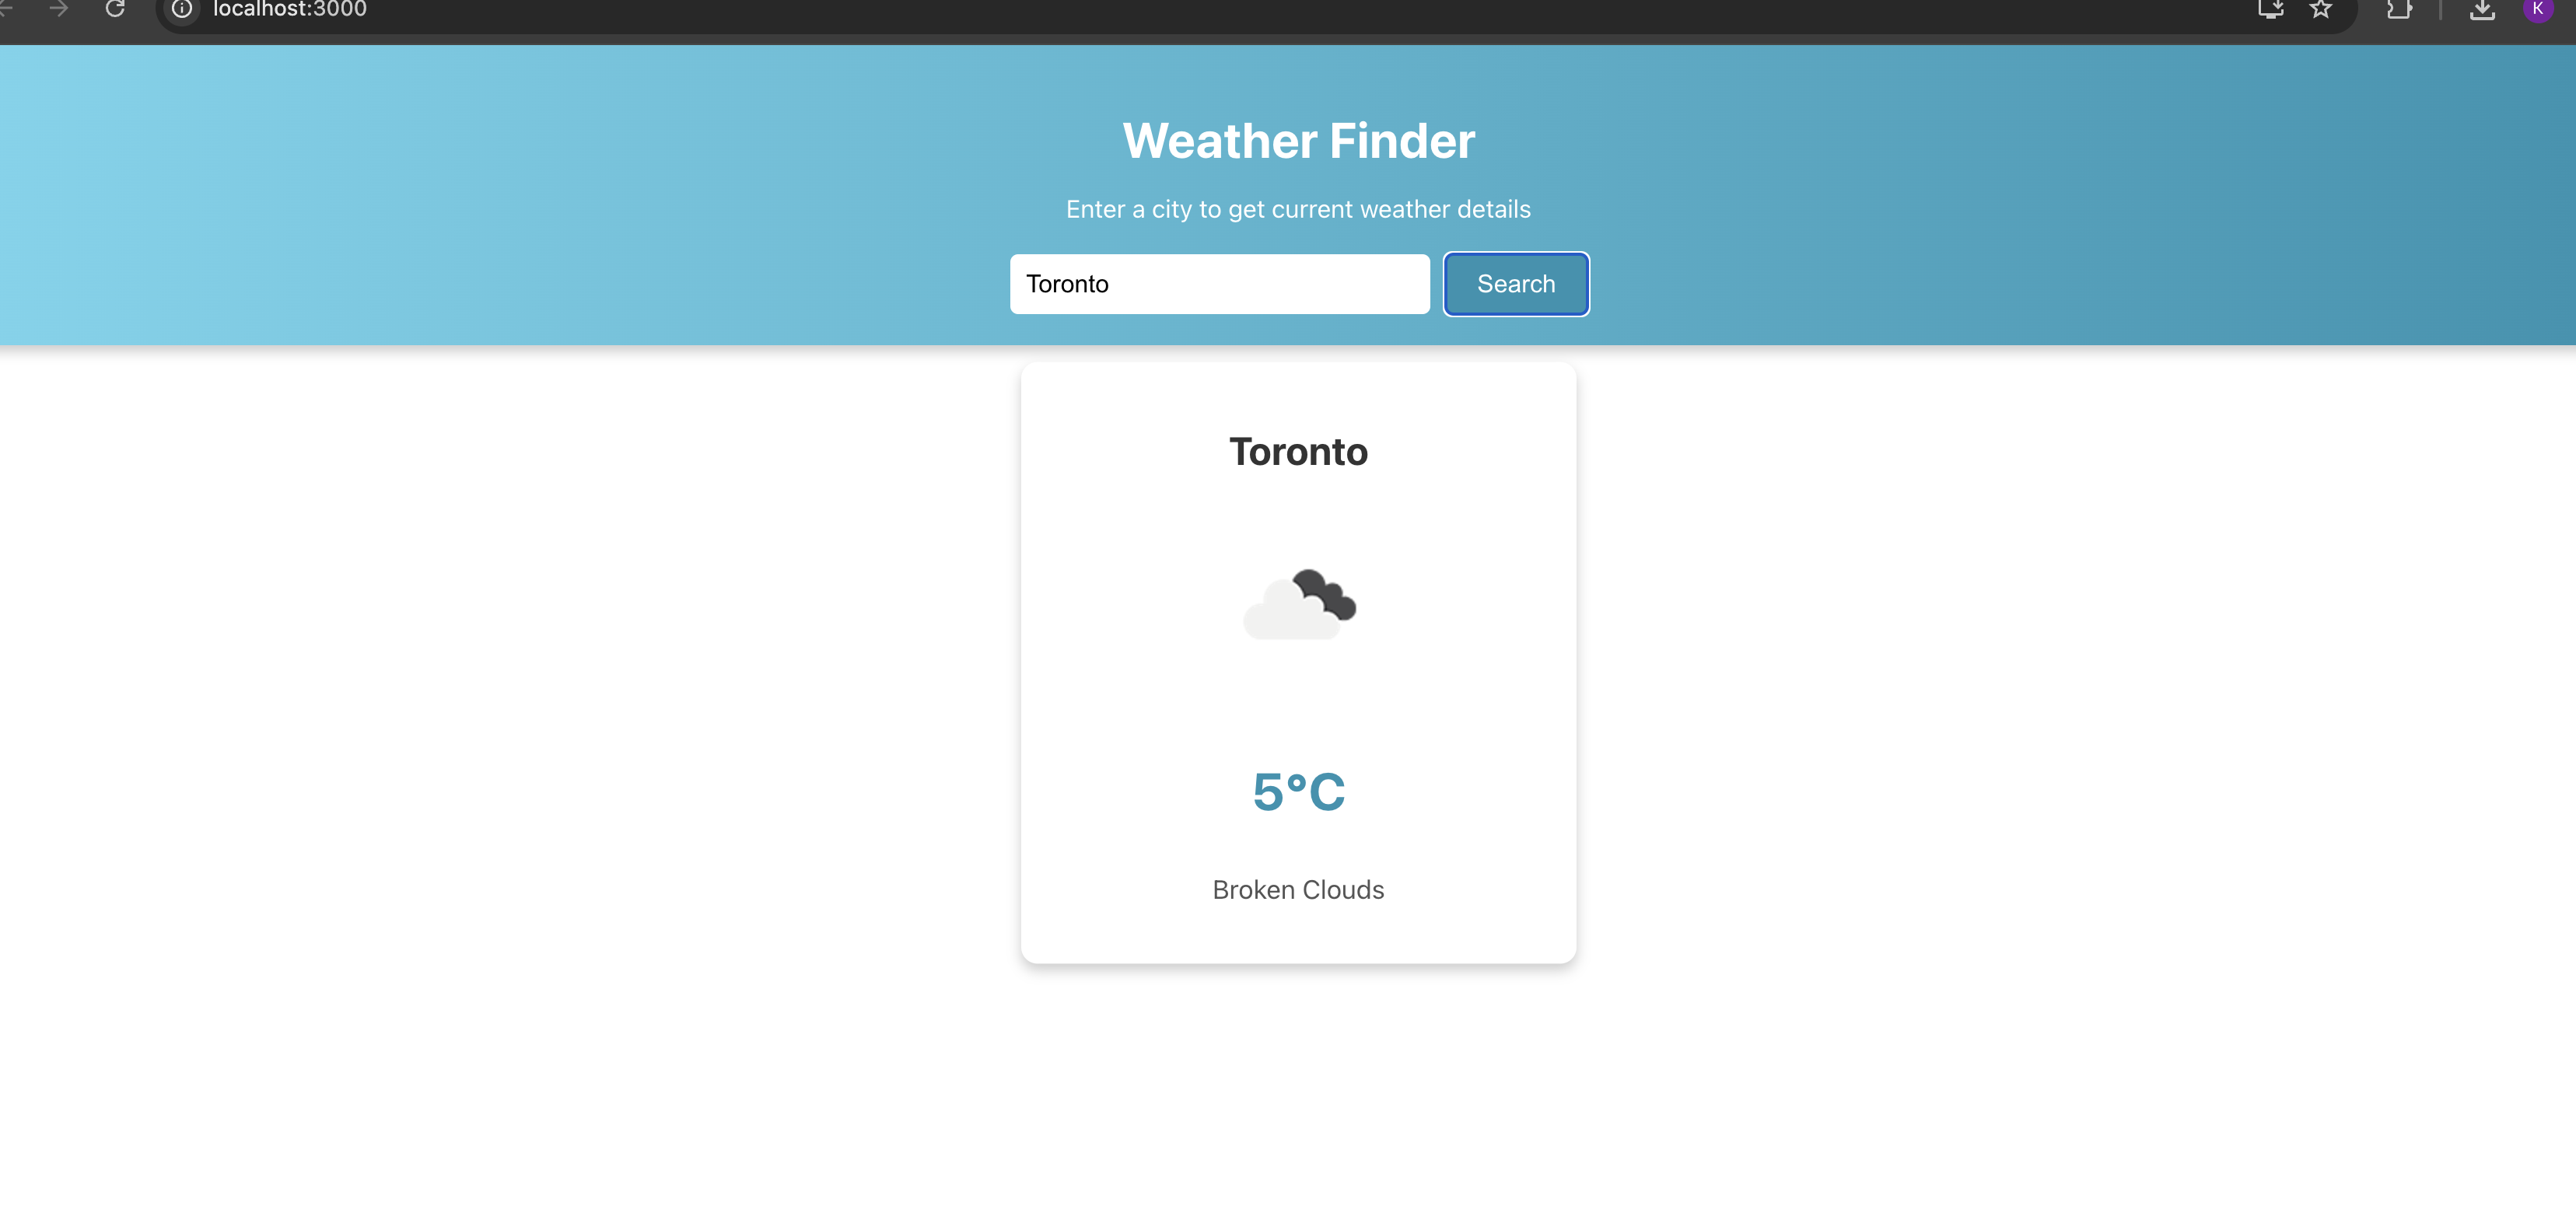 localhost:3000
K
Weather Finder
Enter a city to get current weather details
Toronto
Search
Toronto
5°C
Broken Clouds